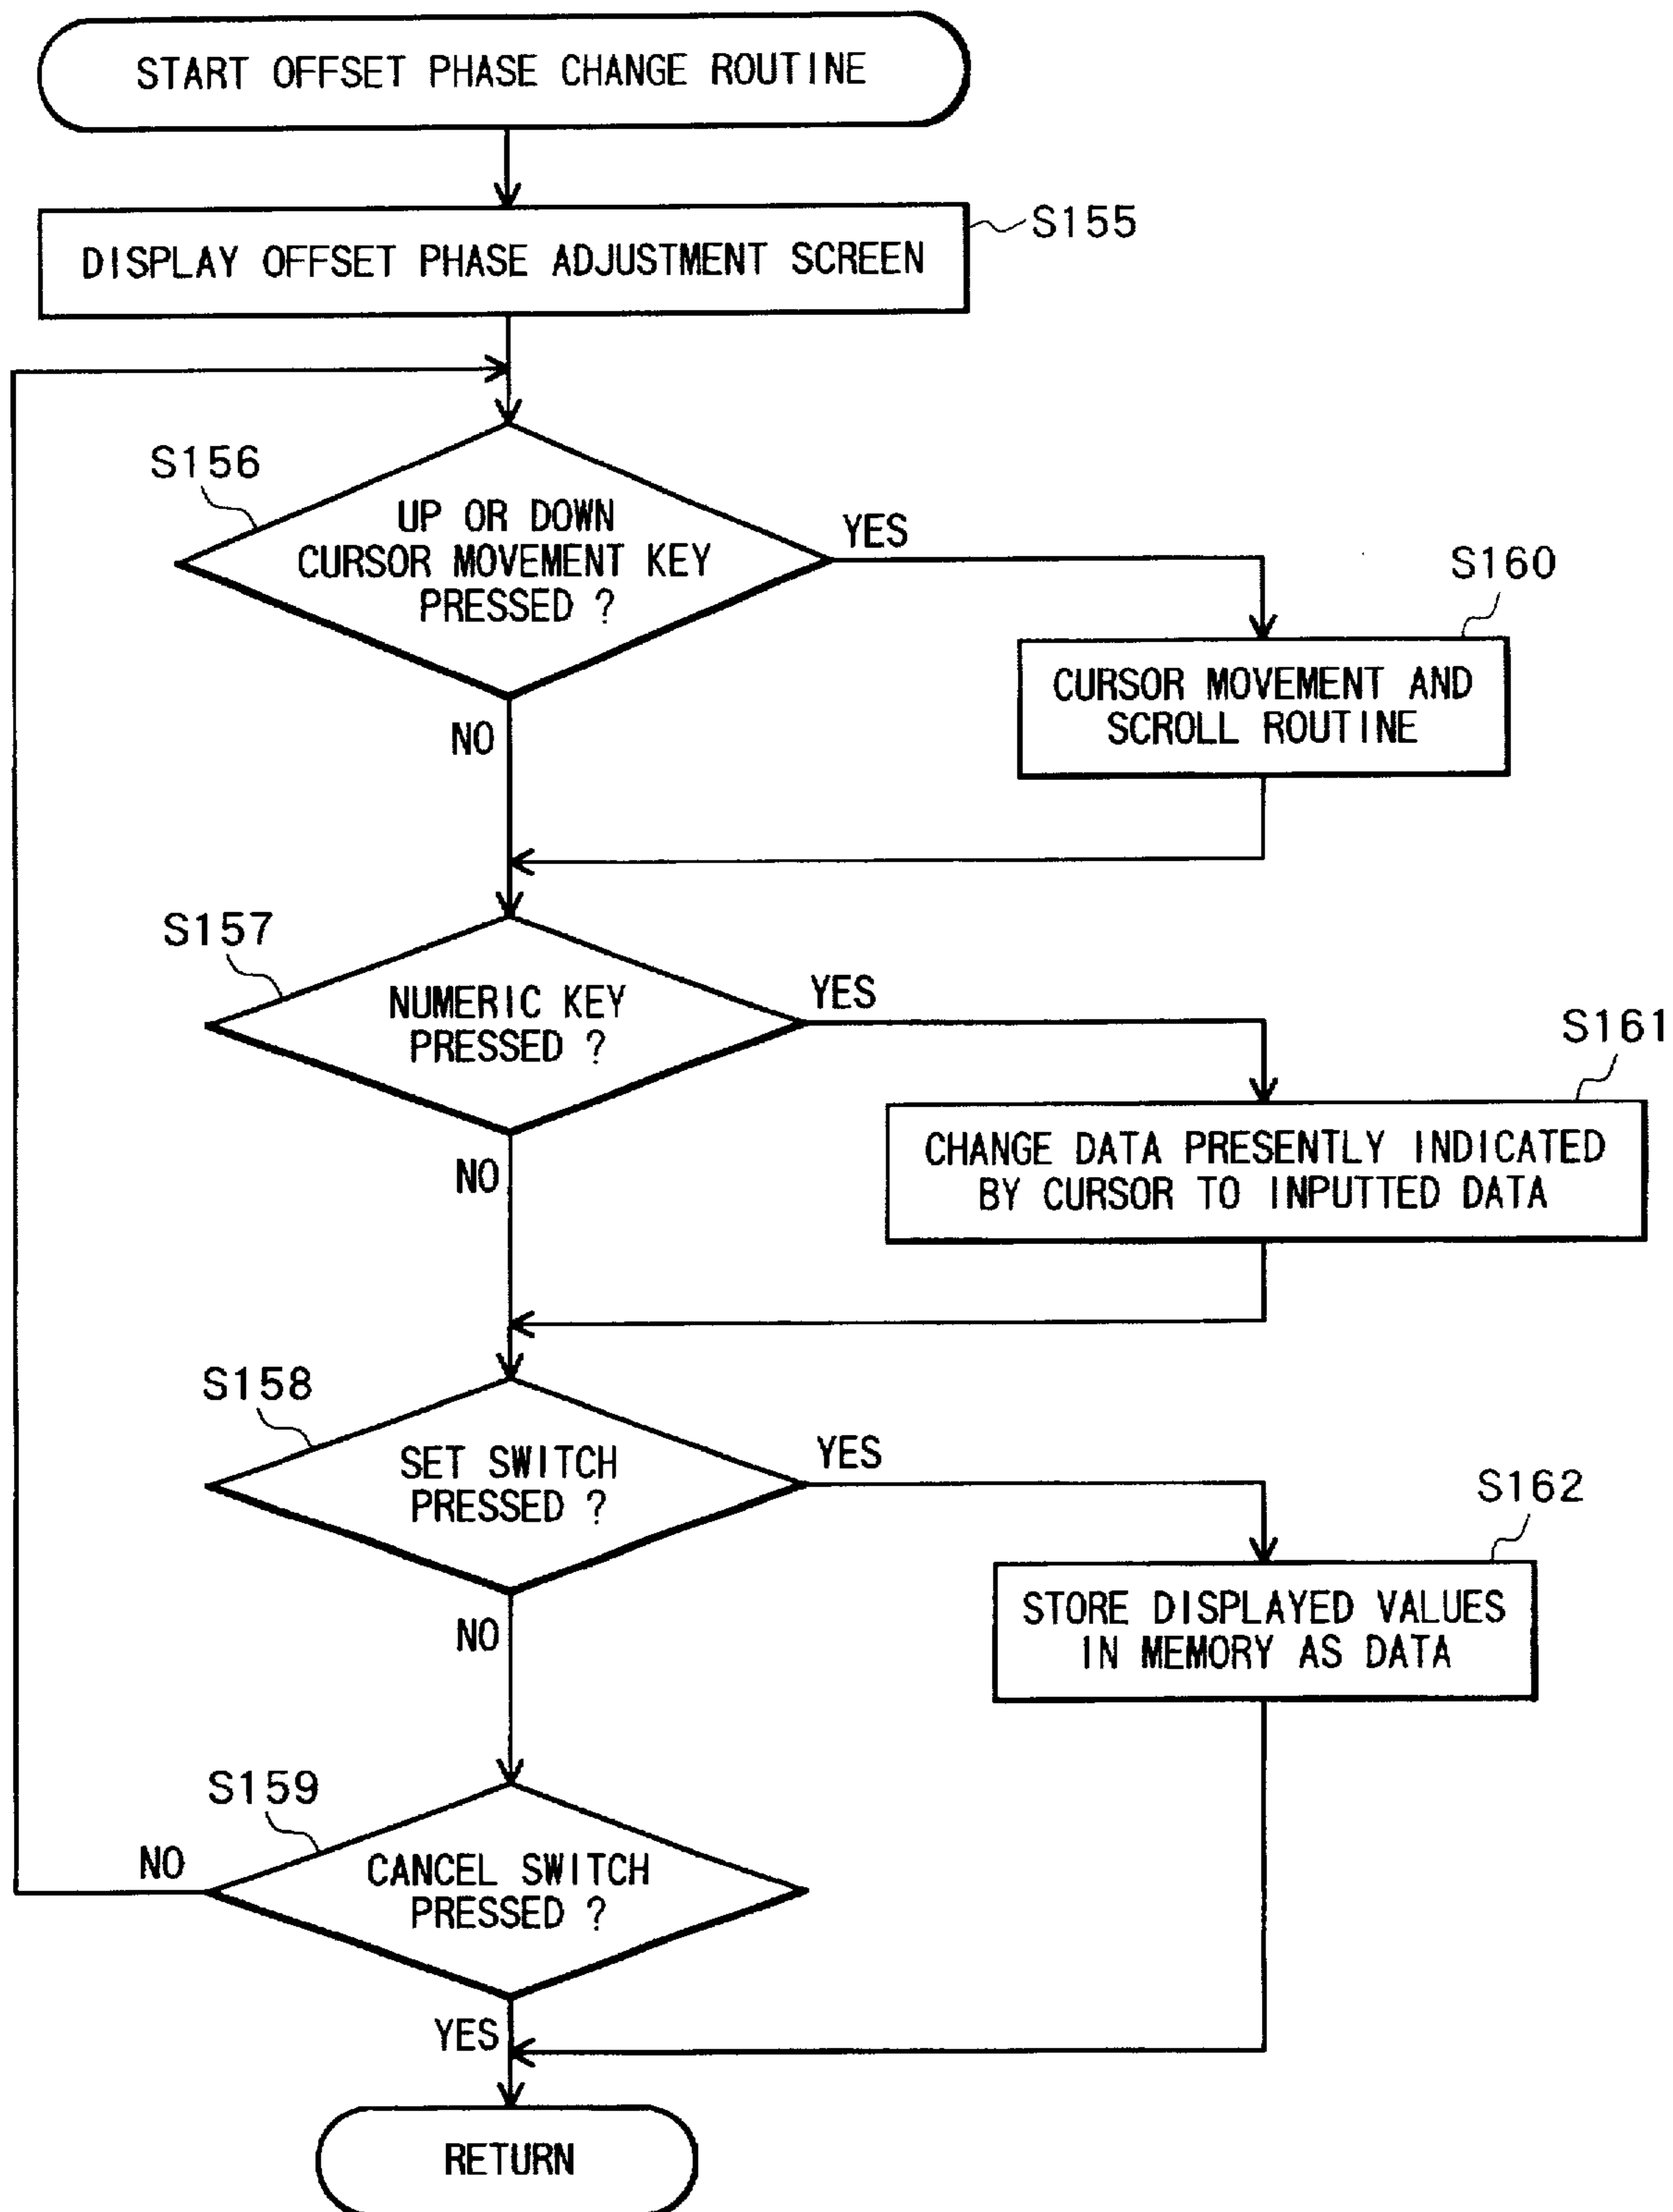 START OFFSET PHASE CHANGE ROUTINE
S155
DISPLAY OFFSET PHASE ADJUSTMENT SCREEN
S156
UP OR DOWN
CURSOR MOVEMENT KEY
PRESSED ?
YES
NO
S160
CURSOR MOVEMENT AND
SCROLL ROUTINE
S157
NUMERIC KEY
PRESSED ?
YES
NO
S161
CHANGE DATA PRESENTLY INDICATED
BY CURSOR TO INPUTTED DATA
S158
SET SWITCH
PRESSED ?
YES
NO
S162
STORE DISPLAYED VALUES
IN MEMORY AS DATA
S159
CANCEL SWITCH
PRESSED ?
NO
YES
RETURN